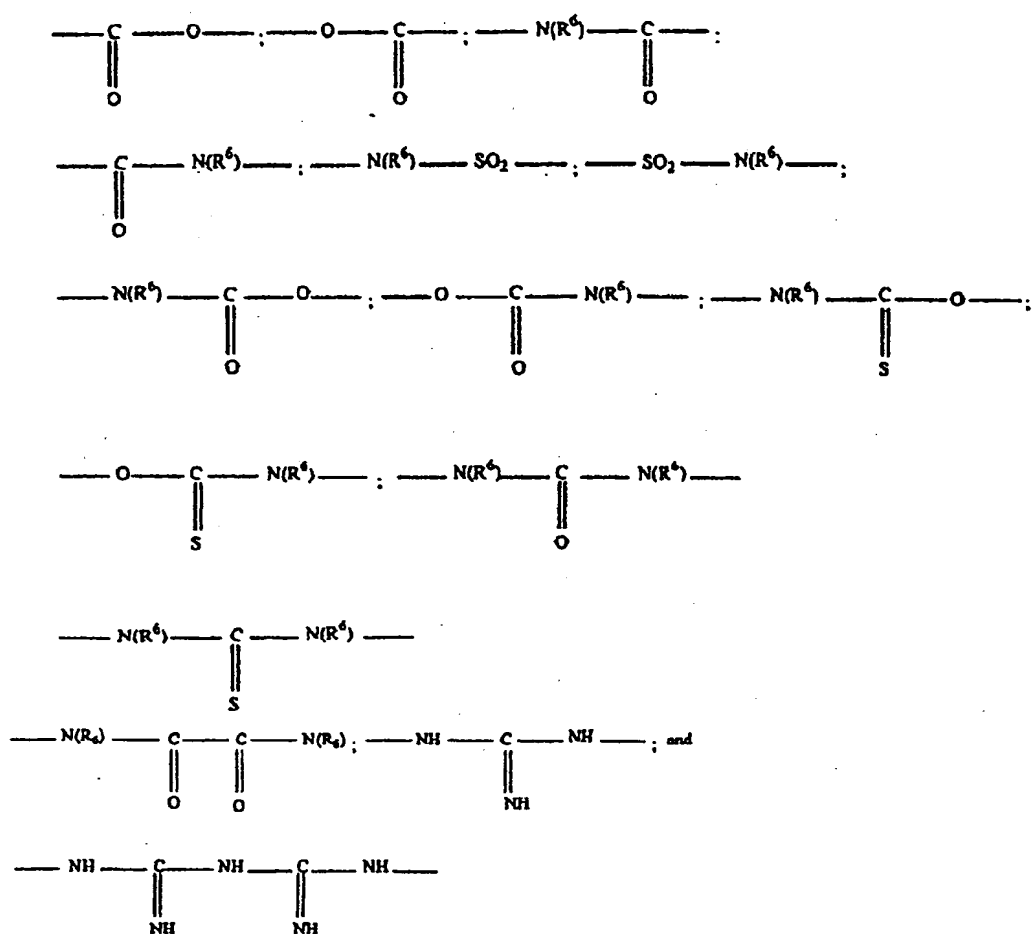 —C—O—; —O—C—; —N(R⁶)—C—;
O O O
—C—N(R⁶)—; —N(R⁶)—SO₂—; —SO₂—N(R⁶)—;
O
—N(R⁶)—C—O—; —O—C—N(R⁶)—; —N(R⁶)—C—O—;
O O S
—O—C—N(R⁶)—; —N(R⁶)—C—N(R⁶)—
S O
—N(R⁶)—C—N(R⁶)—
S
—N(R₆)—C—C—N(R₆); —NH—C—NH—; and
O O NH
—NH—C—NH—C—NH—
NH NH